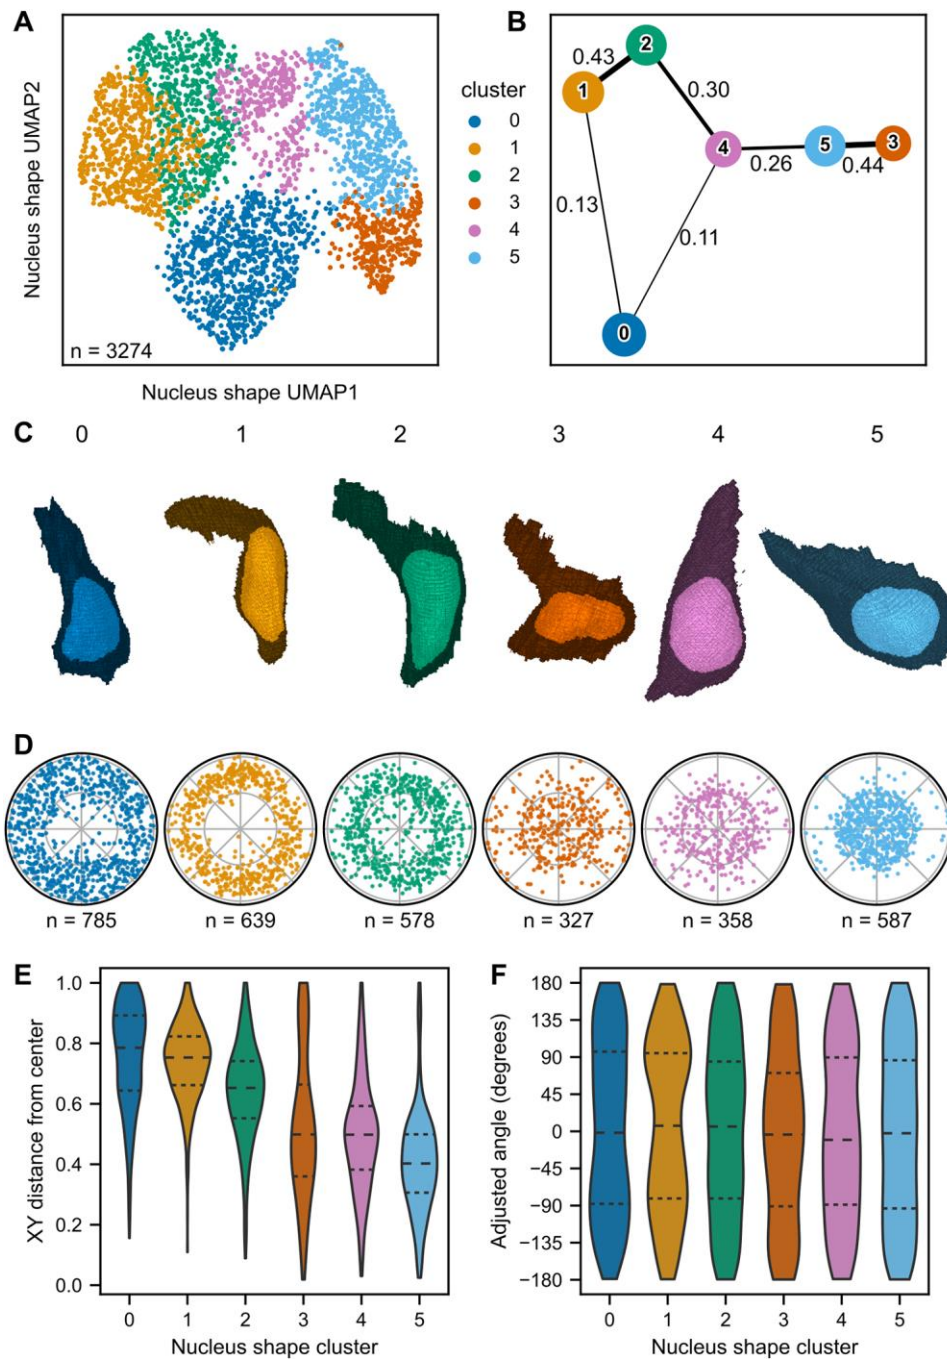 A
Nucleus shape UMAP2
n = 3274
Nucleus shape UMAP1
cluster
0
1
2
3
4
5
B
2
0.43
1
0.30
4
5
3
0.26
0.44
0.13
0.11
0
C
0 1 2 3 4 5
D
n = 785 n = 639 n = 578 n = 327 n = 358 n = 587
E
XY distance from center
1.0
0.8
0.6
0.4
0.2
0.0
0 1 2 3 4 5
Nucleus shape cluster
F
Adjusted angle (degrees)
180
135
90
45
0
−45
−90
−135
−180
0 1 2 3 4 5
Nucleus shape cluster